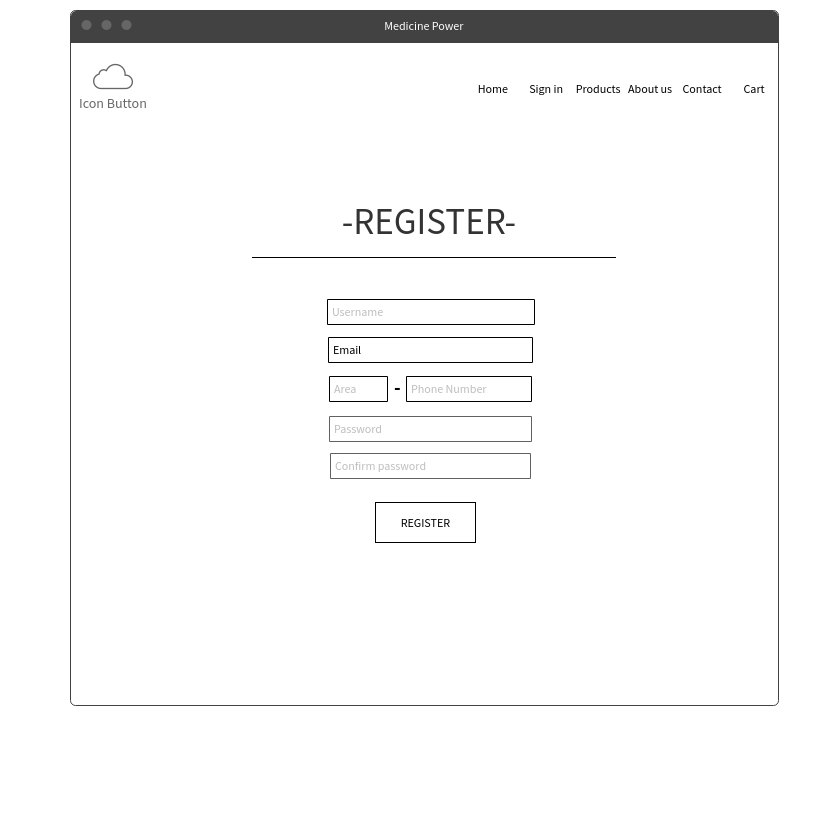 Medicine Power
Icon Button
Home Sign in Products About us Contact Cart
-REGISTER-
Username
Email
Area - Phone Number
Password
Confirm password
REGISTER